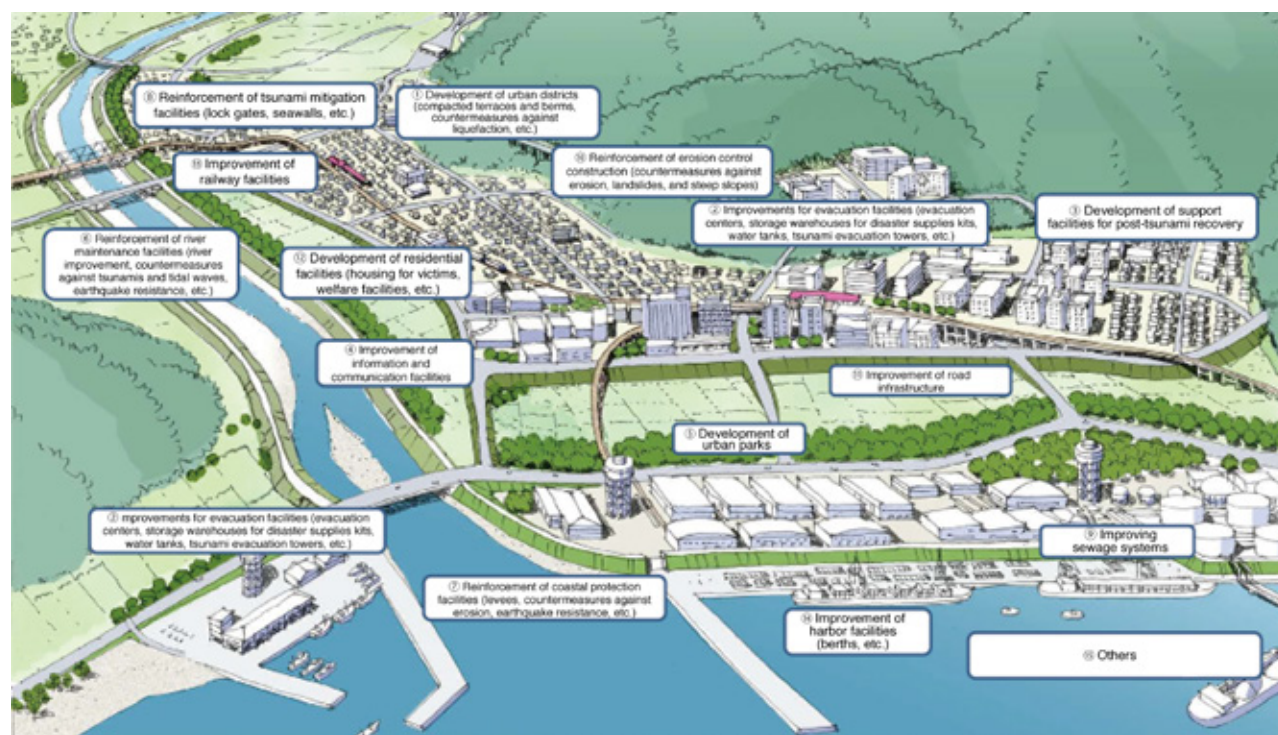 ⑧ Reinforcement of tsunami mitigation
facilities (lock gates, seawalls, etc.)
① Development of urban districts
(compacted terraces and berms,
countermeasures against
liquefaction, etc.)
⑬ Improvement of
railway facilities
⑩ Reinforcement of erosion control
construction (countermeasures against
erosion, landslides, and steep slopes)
② Improvements for evacuation facilities (evacuation
centers, storage warehouses for disaster supplies kits,
water tanks, tsunami evacuation towers, etc.)
③ Development of support
facilities for post-tsunami recovery
⑥ Reinforcement of river
maintenance facilities (river
improvement, countermeasures
against tsunamis and tidal waves,
earthquake resistance, etc.)
⑫ Development of residential
facilities (housing for victims,
welfare facilities, etc.)
④ Improvement of
information and
communication facilities
⑪ Improvement of road
infrastructure
⑤ Development of
urban parks
② mprovements for evacuation facilities (evacuation
centers, storage warehouses for disaster supplies kits,
water tanks, tsunami evacuation towers, etc.)
⑨ Improving
sewage systems
⑦ Reinforcement of coastal protection
facilities (levees, countermeasures against
erosion, earthquake resistance, etc.)
⑭ Improvement of
harbor facilities
(berths, etc.)
⑮ Others